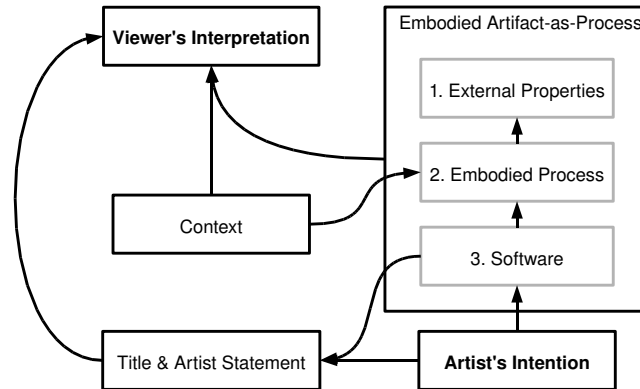 Embodied Artifact-as-Process
Viewer's Interpretation
1. External Properties
2. Embodied Process
Context
3. Software
Title & Artist Statement
Artist's Intention